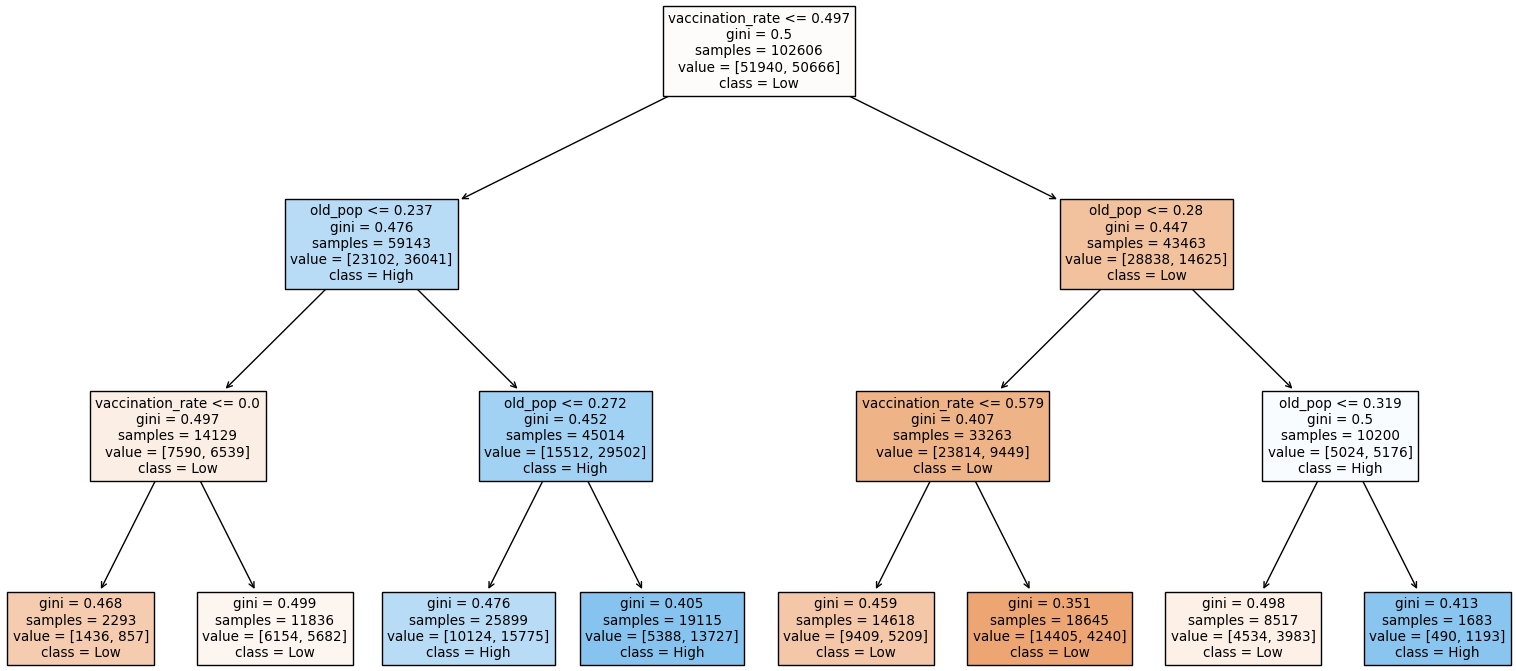 vaccination_rate <= 0.497
gini = 0.5
samples = 102606
value = [51940, 50666]
class = Low
old_pop <= 0.237
gini = 0.476
samples = 59143
value = [23102, 36041]
class = High
old_pop <= 0.28
gini = 0.447
samples = 43463
value = [28838, 14625]
class = Low
vaccination_rate <= 0.0
gini = 0.497
samples = 14129
value = [7590, 6539]
class = Low
old_pop <= 0.272
gini = 0.452
samples = 45014
value = [15512, 29502]
class = High
vaccination_rate <= 0.579
gini = 0.407
samples = 33263
value = [23814, 9449]
class = Low
old_pop <= 0.319
gini = 0.5
samples = 10200
value = [5024, 5176]
class = High
gini = 0.468
samples = 2293
value = [1436, 857]
class = Low
gini = 0.499
samples = 11836
value = [6154, 5682]
class = Low
gini = 0.476
samples = 25899
value = [10124, 15775]
class = High
gini = 0.405
samples = 19115
value = [5388, 13727]
class = High
gini = 0.459
samples = 14618
value = [9409, 5209]
class = Low
gini = 0.351
samples = 18645
value = [14405, 4240]
class = Low
gini = 0.498
samples = 8517
value = [4534, 3983]
class = Low
gini = 0.413
samples = 1683
value = [490, 1193]
class = High